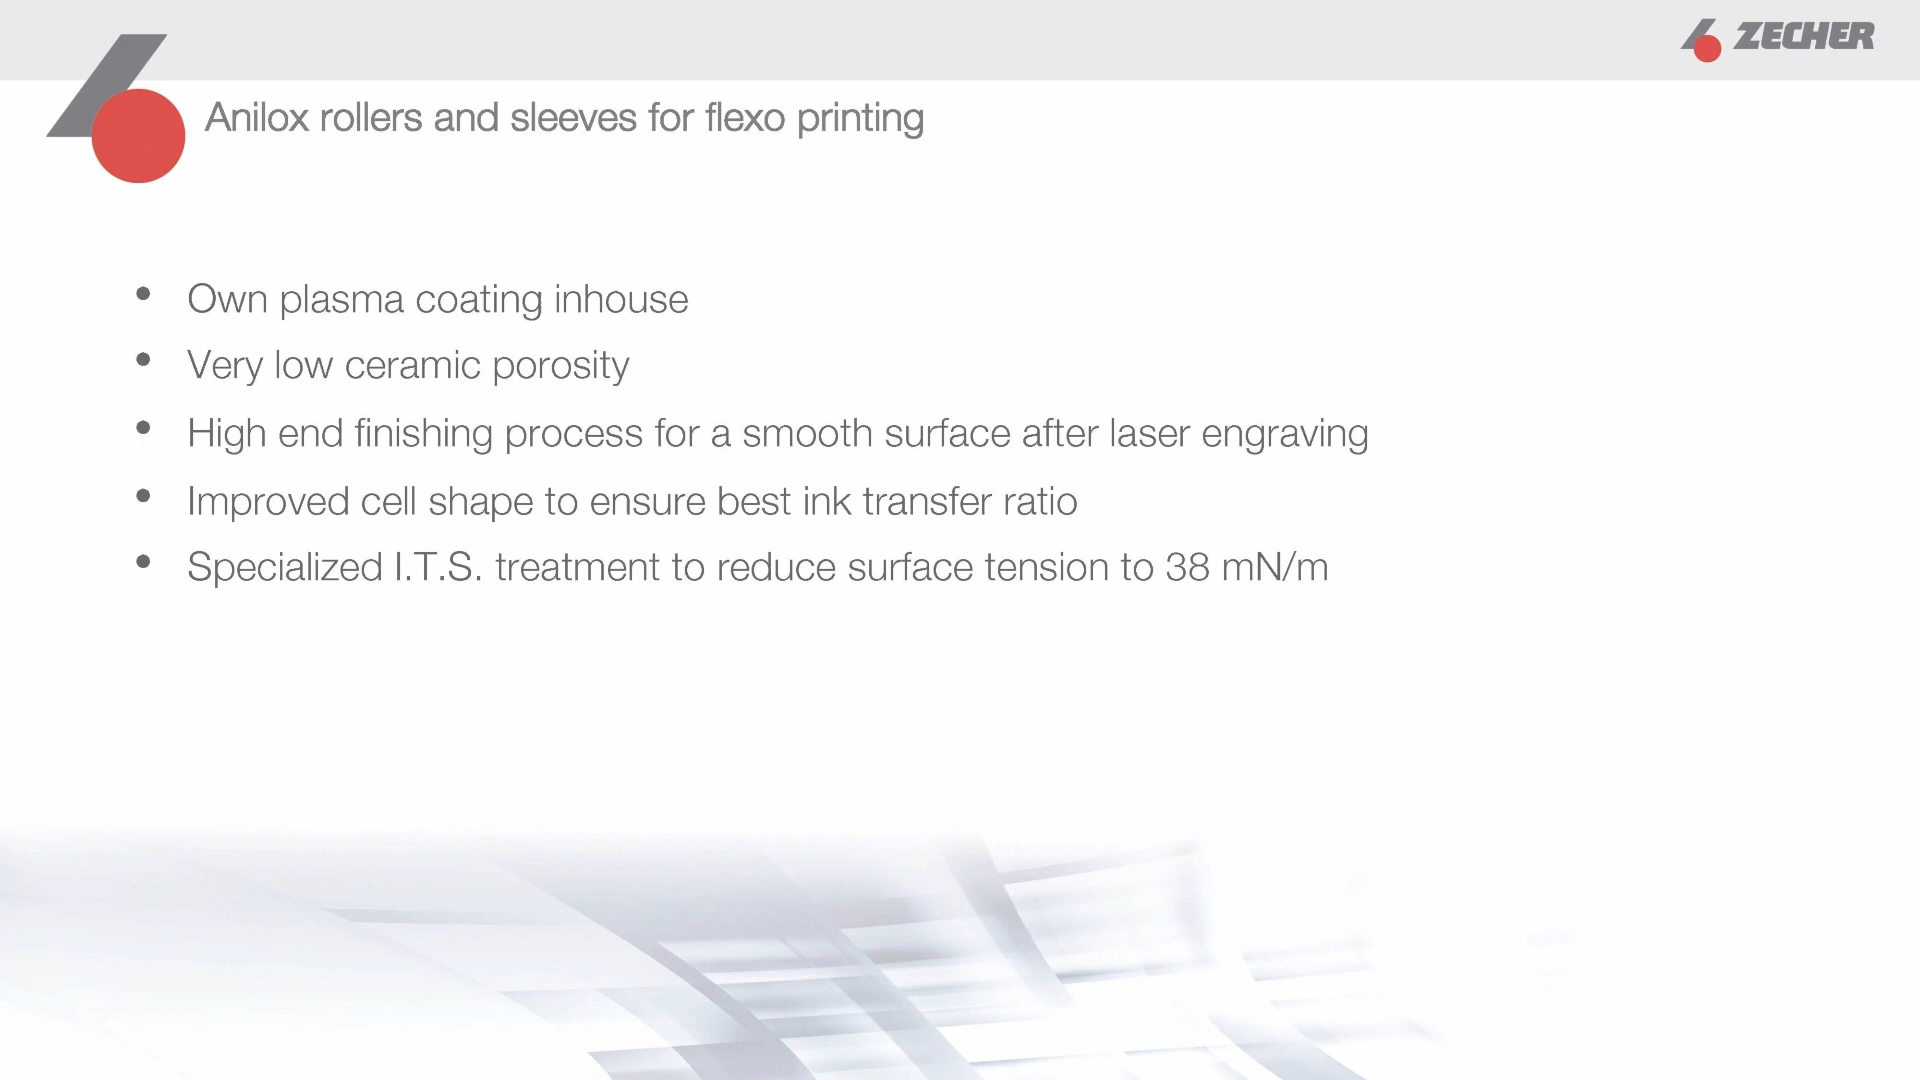 ZECHER
Anilox rollers and sleeves for flexo printing
• Own plasma coating inhouse
• Very low ceramic porosity
• High end finishing process for a smooth surface after laser engraving
• Improved cell shape to ensure best ink transfer ratio
• Specialized I.T.S. treatment to reduce surface tension to 38 mN/m